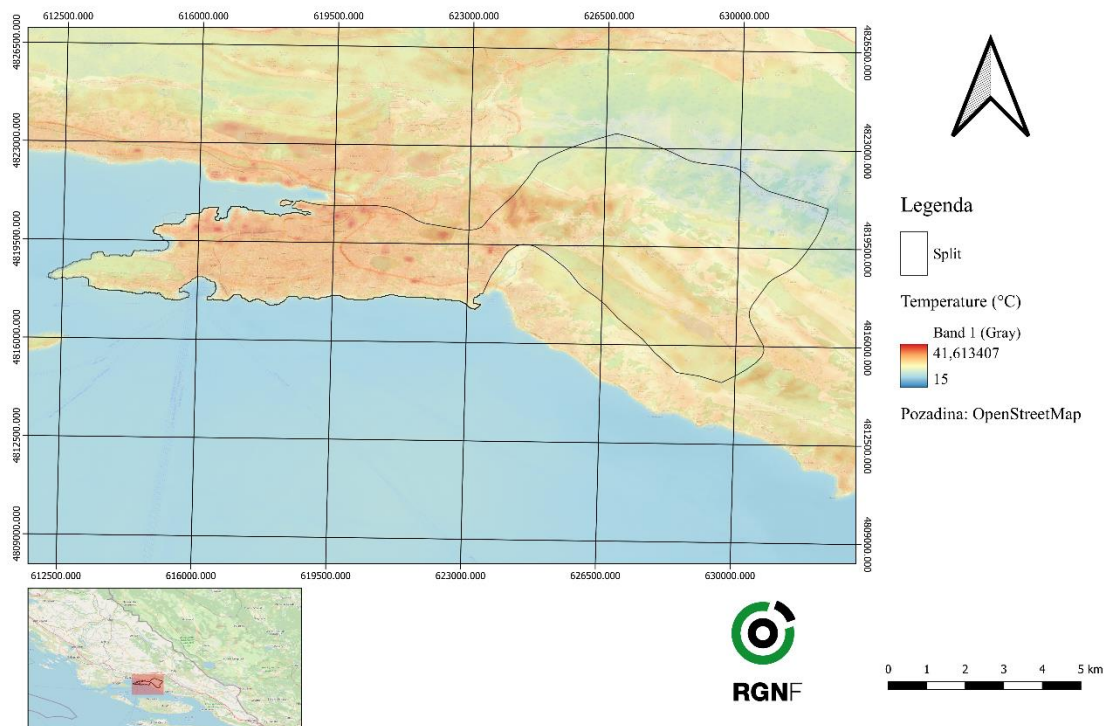 612500.000 616000.000 619500.000 623000.000 626500.000 630000.000
4826500.000 4826500.000
4823000.000 4823000.000
4819500.000 4819500.000
4816000.000 4816000.000
4812500.000 4812500.000
4809000.000 4809000.000
612500.000 616000.000 619500.000 623000.000 626500.000 630000.000
Legenda
Split
Temperature (°C)
Band 1 (Gray)
41,613407
15
Pozadina: OpenStreetMap
RGNF
0 1 2 3 4 5 km